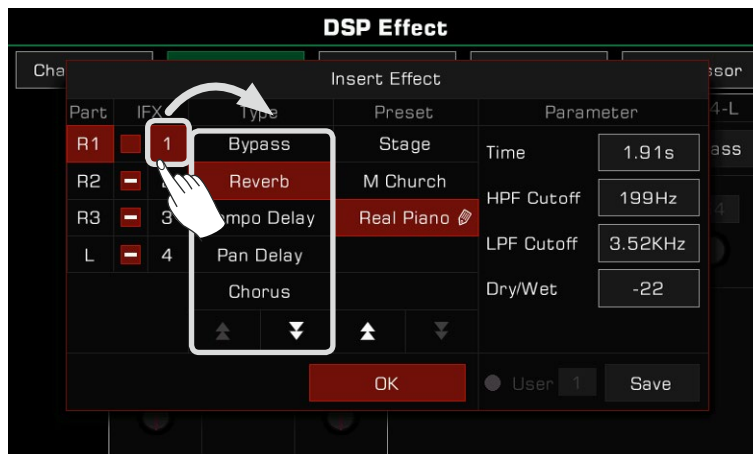 DSP Effect
Cha ssor
Insert Effect
Part IFX Type Preset Parameter 4-L
R1 1 Bypass Stage Time 1.91s ass
R2 Reverb M Church HPF Cutoff 199Hz
R3 3 mpo Delay Real Piano 4
L 4 Pan Delay LPF Cutoff 3.52KHz
Chorus Dry/Wet -22
OK User 1 Save